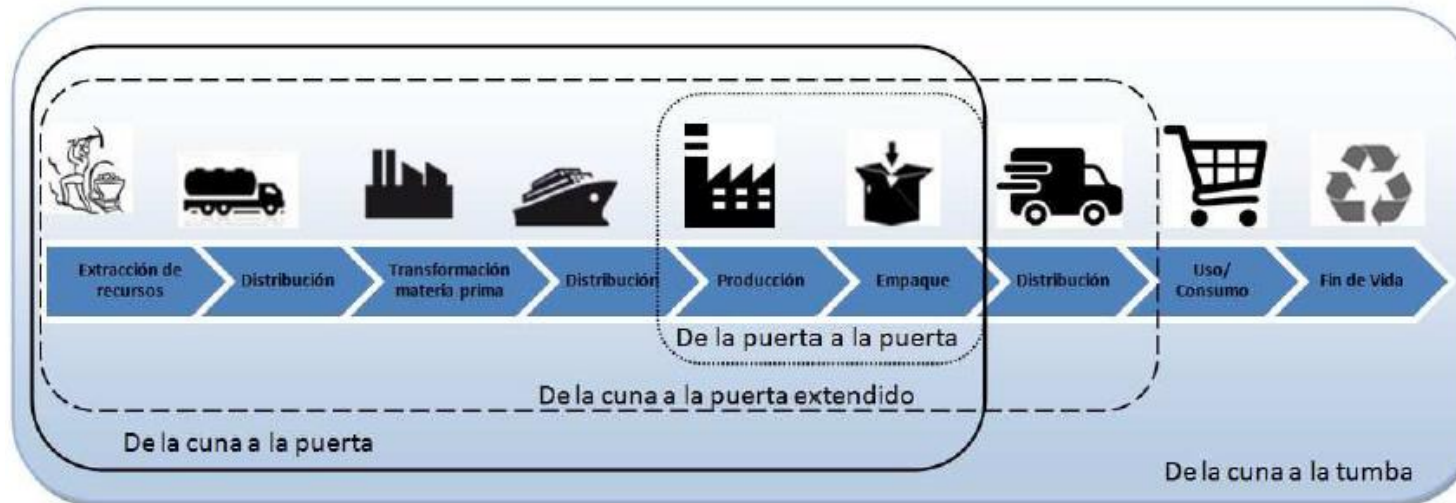 Extracción de
recursos
Distribución
Transformación
materia prima
Distribución
Producción
Empaque
Distribución
Uso/
Consumo
Fin de Vida
De la puerta a la puerta
De la cuna a la puerta extendido
De la cuna a la puerta
De la cuna a la tumba